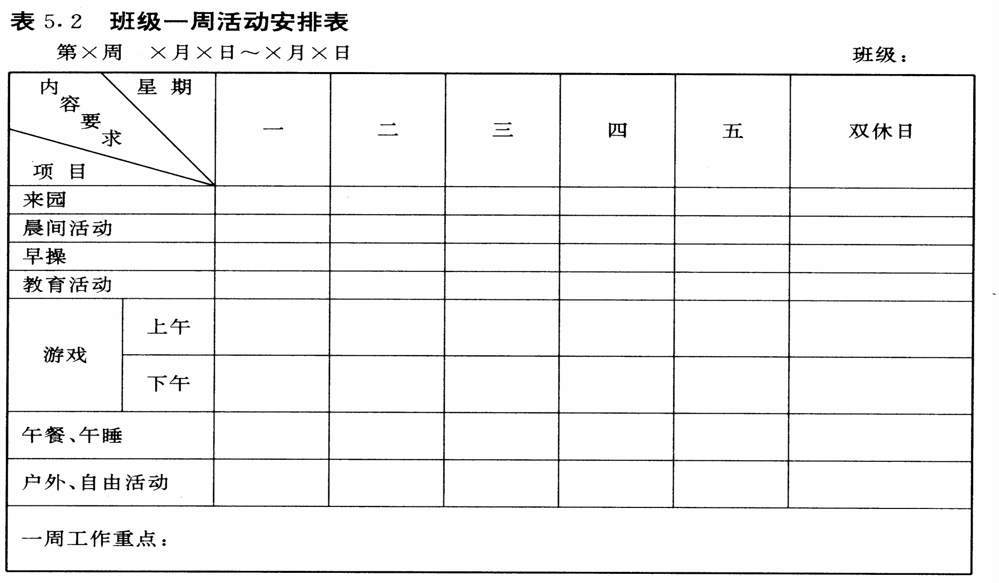 表 5.2 班级一周活动安排表
第×周 ×月×日～×月×日 班级：
内容要求 星期
项目
一 二 三 四 五 双休日
来园
晨间活动
早操
教育活动
游戏
上午
下午
午餐、午睡
户外、自由活动
一周工作重点：